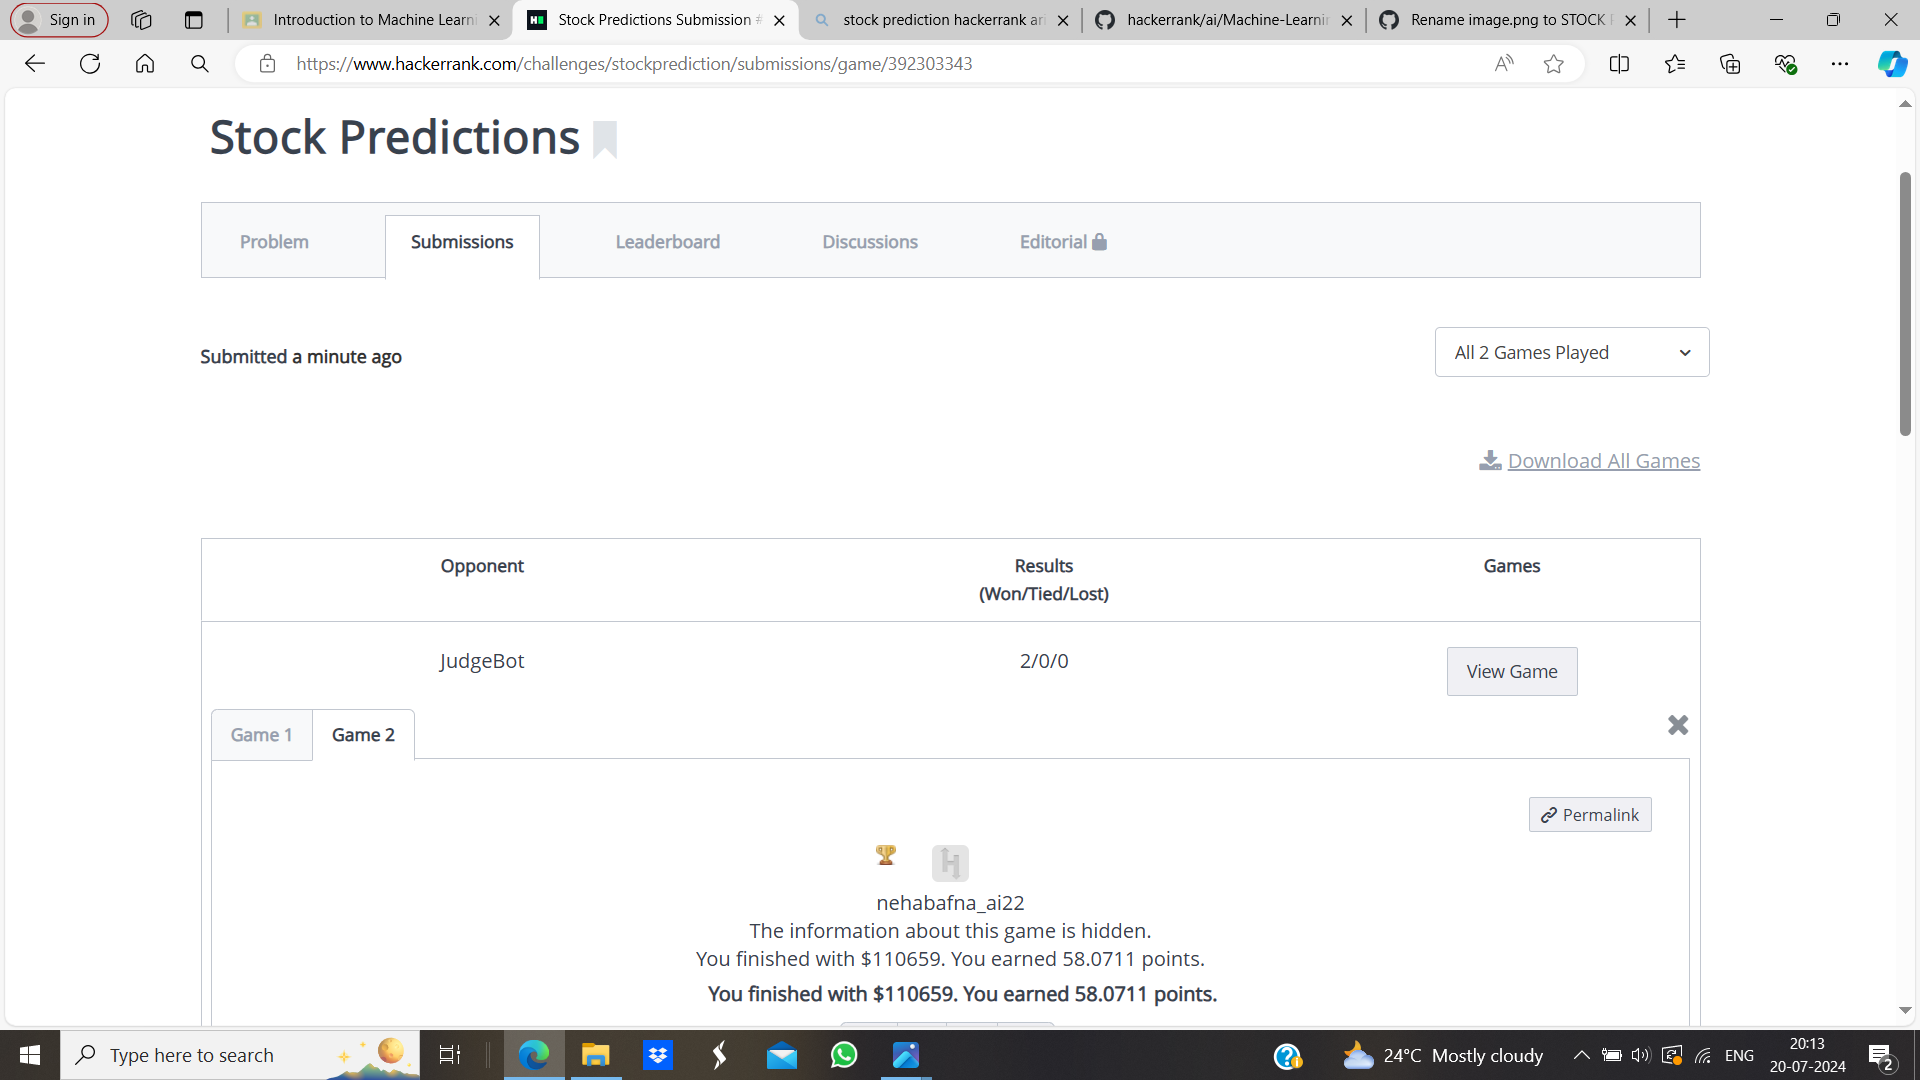 Sign in
Introduction to Machine Learni
Stock Predictions Submission #
stock prediction hackerrank ari
hackerrank/ai/Machine-Learnin
Rename image.png to STOCK P
https://www.hackerrank.com/challenges/stockprediction/submissions/game/392303343
Stock Predictions
Problem
Submissions
Leaderboard
Discussions
Editorial
Submitted a minute ago
All 2 Games Played
Download All Games
Opponent
Results
Games
(Won/Tied/Lost)
JudgeBot
2/0/0
View Game
Game 1
Game 2
Permalink
nehabafna_ai22
The information about this game is hidden.
You finished with $110659. You earned 58.0711 points.
You finished with $110659. You earned 58.0711 points.
Type here to search
24°C Mostly cloudy
ENG
20:13
20-07-2024
2